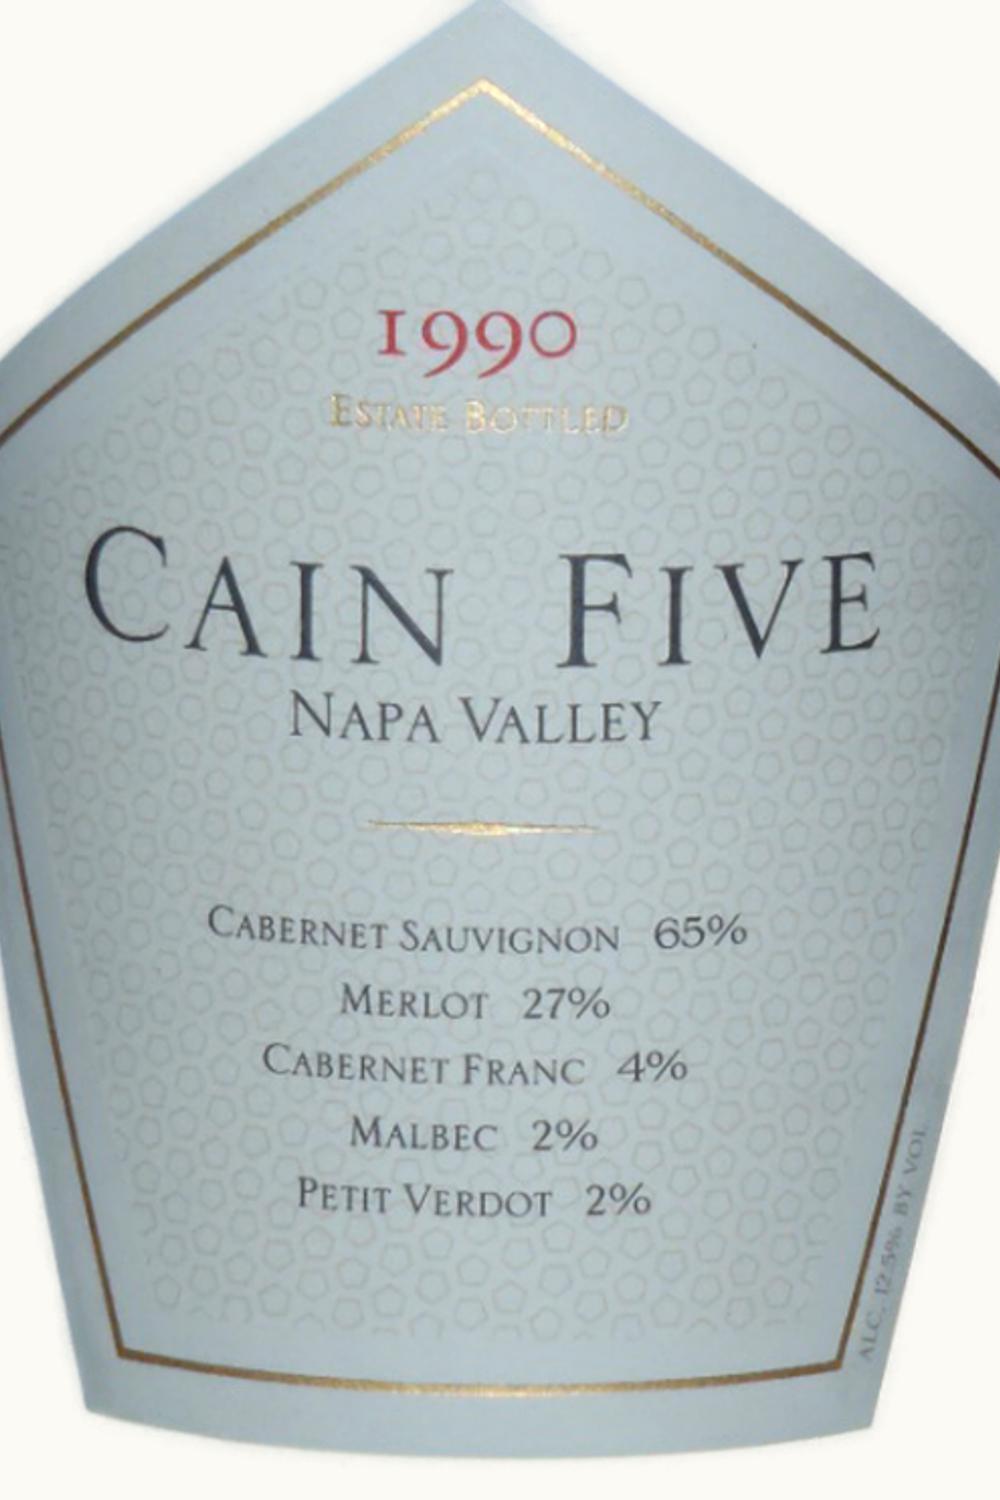 1990
Estate Bottled
Cain Five
Napa Valley
Cabernet Sauvignon 65%
Merlot 27%
Cabernet Franc 4%
Malbec 2%
Petit Verdot 2%
ALC. 12.5% BY VOL